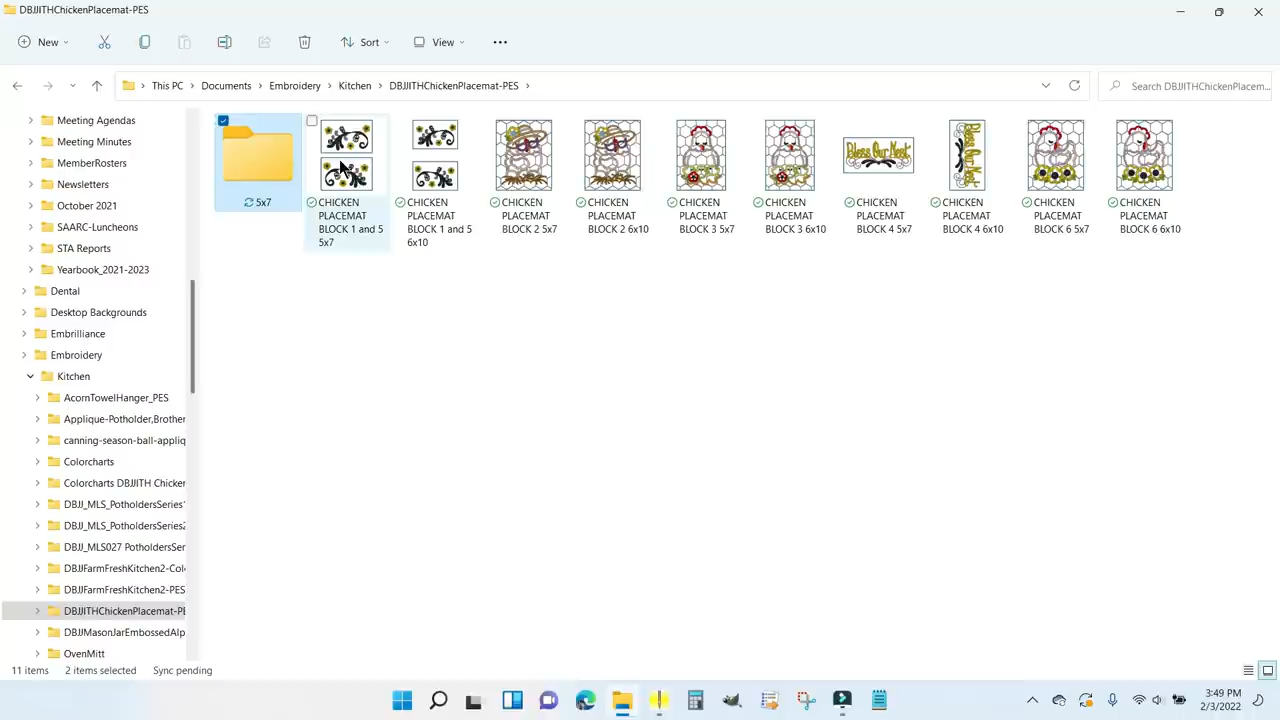 DBJJITHChickenPlacemat-PES
New
Sort
View
This PC
Documents
Embroidery
Kitchen
DBJJITHChickenPlacemat-PES
Search DBJJITHChickenPlacem...
Meeting Agendas
Meeting Minutes
MemberRosters
Newsletters
October 2021
SAARC-Luncheons
STA Reports
Yearbook_2021-2023
Dental
Desktop Backgrounds
Embrilliance
Embroidery
Kitchen
AcornTowelHanger_PES
Applique-Potholder,Brother
canning-season-ball-appliq
Colorcharts
Colorcharts DBJJITH Chicken
DBJJ_MLS_PotholdersSeries1
DBJJ_MLS_PotholdersSeries2
DBJJ_MLS027 PotholdersSer
DBJJFarmFreshKitchen2-Col
DBJJFarmFreshKitchen2-PES
DBJJITHChickenPlacemat-PE
DBJJMasonJarEmbossedAlp
OvenMitt
5x7
CHICKEN
PLACEMAT
BLOCK 1 and 5
5x7
CHICKEN
PLACEMAT
BLOCK 1 and 5
6x10
CHICKEN
PLACEMAT
BLOCK 2 5x7
CHICKEN
PLACEMAT
BLOCK 2 6x10
CHICKEN
PLACEMAT
BLOCK 3 5x7
CHICKEN
PLACEMAT
BLOCK 3 6x10
Bless Our Nest
CHICKEN
PLACEMAT
BLOCK 4 5x7
Bless Our Nest
CHICKEN
PLACEMAT
BLOCK 4 6x10
CHICKEN
PLACEMAT
BLOCK 6 5x7
CHICKEN
PLACEMAT
BLOCK 6 6x10
11 items
2 items selected
Sync pending
3:49 PM
2/3/2022